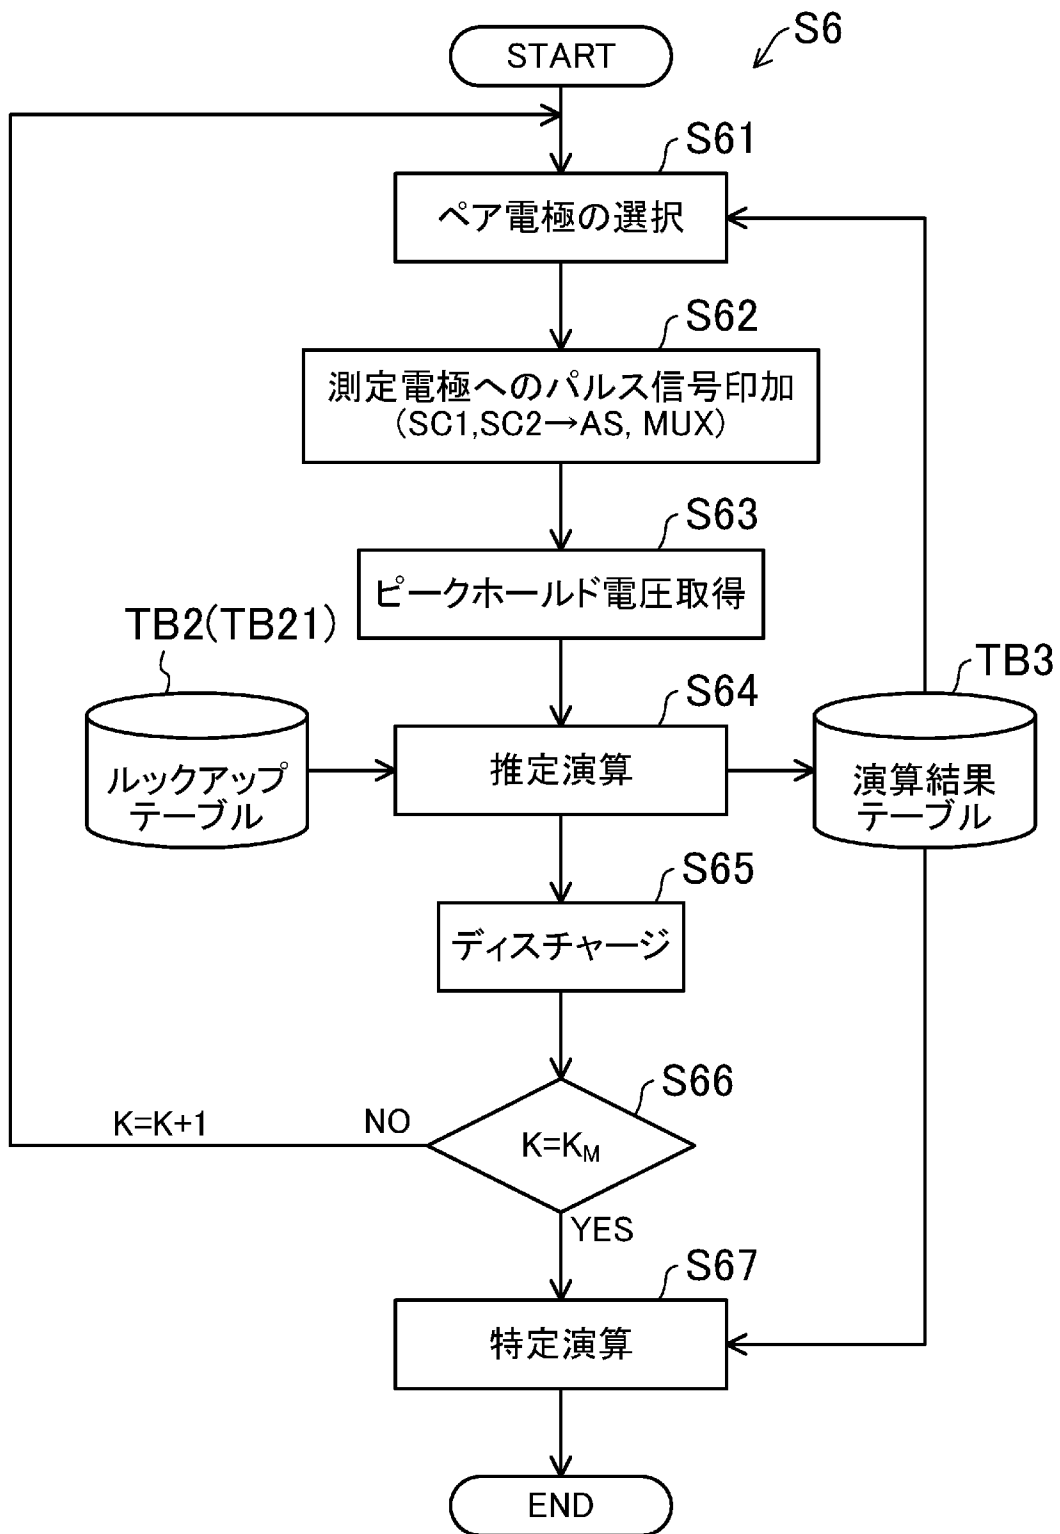 S6
START
S61
ペア電極の選択
S62
測定電極へのパルス信号印加
(SC1,SC2→AS, MUX)
S63
ピークホールド電圧取得
TB2(TB21)
TB3
S64
ルックアップ
テーブル
推定演算
演算結果
テーブル
S65
ディスチャージ
S66
K=K+1
NO
K=KM
YES
S67
特定演算
END